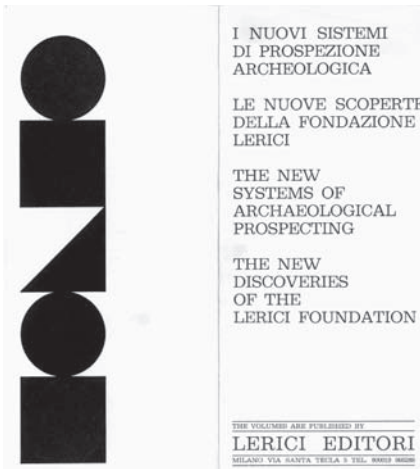 I NUOVI SISTEMI
DI PROSPEZIONE
ARCHEOLOGICA
LE NUOVE SCOPERTE
DELLA FONDAZIONE
LERICI
THE NEW
SYSTEMS OF
ARCHAEOLOGICAL
PROSPECTING
THE NEW
DISCOVERIES
OF THE
LERICI FOUNDATION
THE VOLUMES ARE PUBLISHED BY
LERICI EDITORI
MILANO VIA SANTA TECLA 5 TEL.